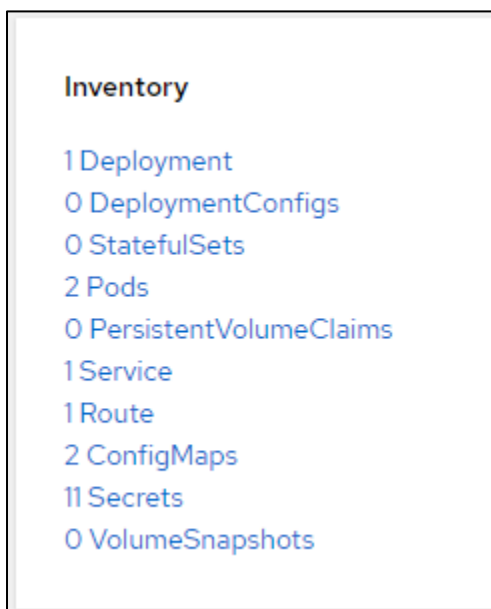 Inventory
1 Deployment
0 DeploymentConfigs
0 StatefulSets
2 Pods
0 PersistentVolumeClaims
1 Service
1 Route
2 ConfigMaps
11 Secrets
0 VolumeSnapshots